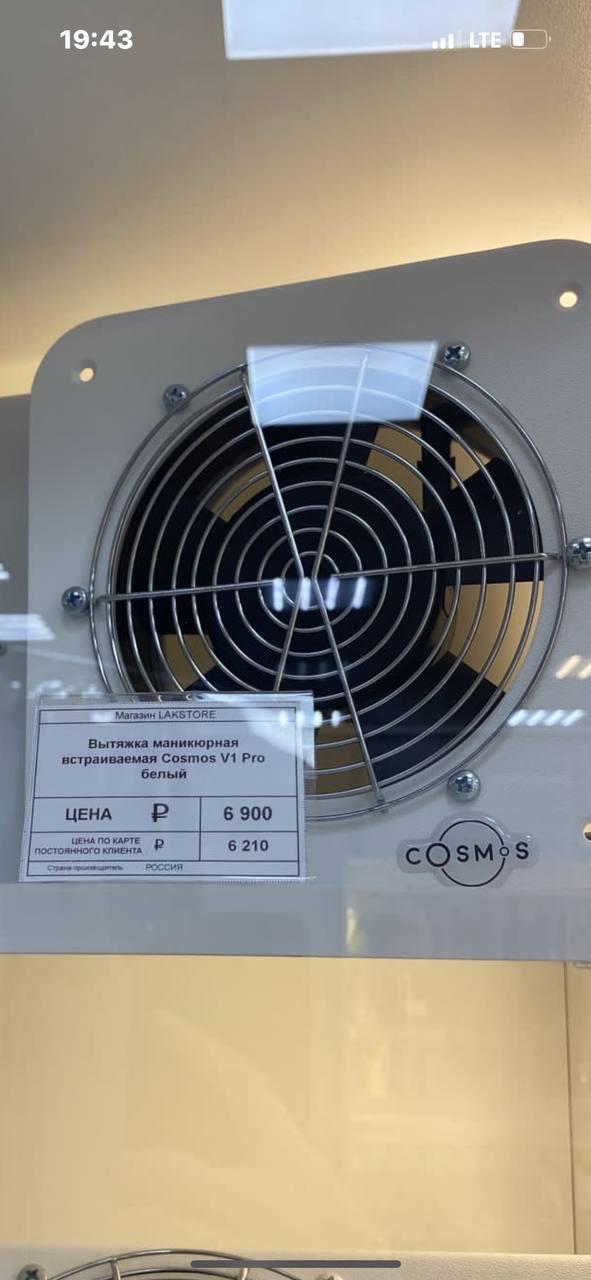 19:43
LTE
Магазин LAKSTORE
Вытяжка маникюрная
встраиваемая Cosmos V1 Pro
белый
ЦЕНА ₽ 6 900
ЦЕНА ПО КАРТЕ
ПОСТОЯННОГО КЛИЕНТА ₽ 6 210
Страна-производитель РОССИЯ
COSMOS